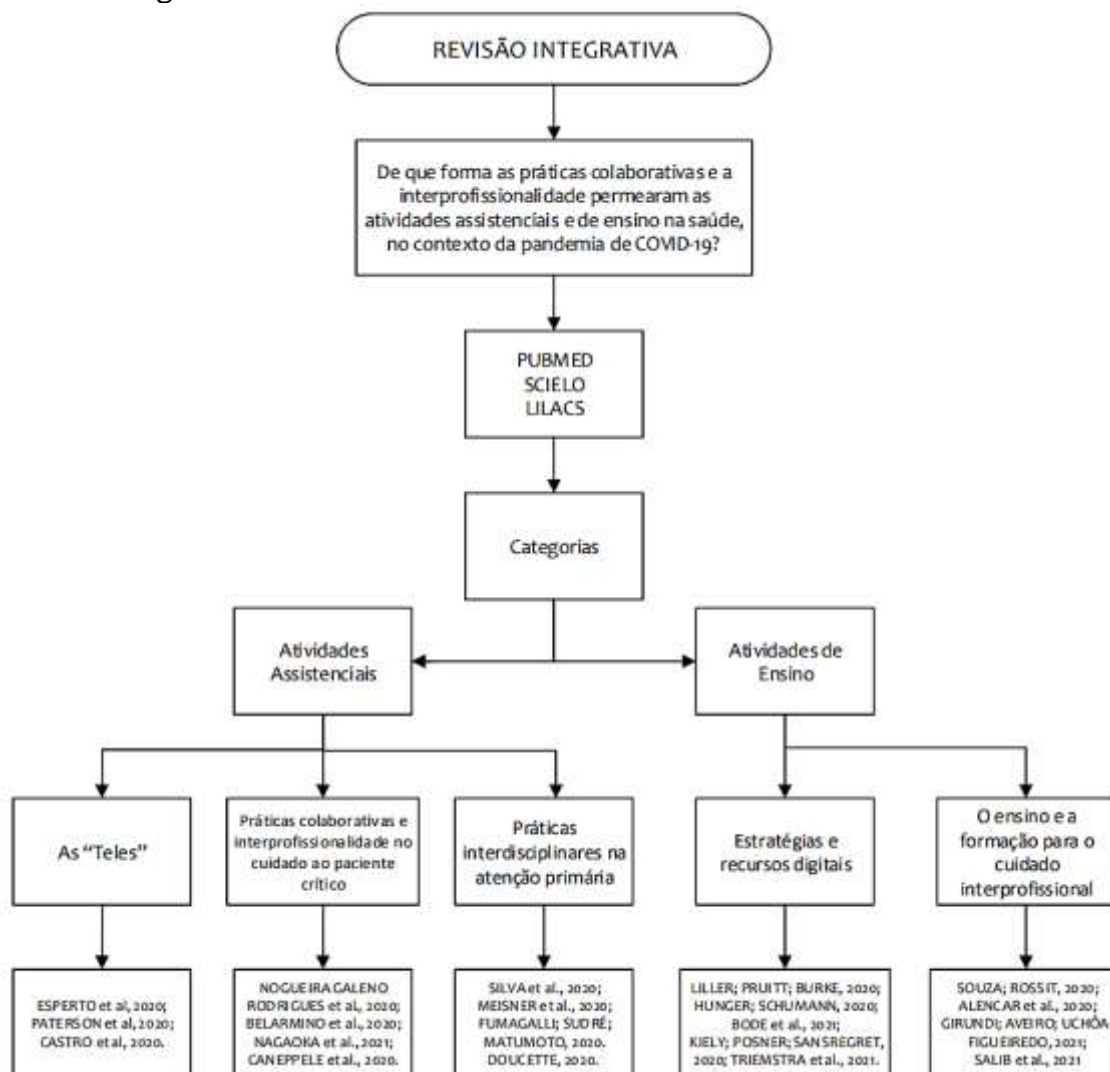 REVISÃO INTEGRATIVA
De que forma as práticas colaborativas e a
interprofissionalidade permearam as
atividades assistenciais e de ensino na saúde,
no contexto da pandemia de COVID-19?
PUBMED
SCIELO
LILACS
Categorias
Atividades
Assistenciais
Atividades de
Ensino
As “Teles”
Práticas colaborativas e
interprofissionalidade no
cuidado ao paciente
crítico
Práticas
interdisciplinares na
atenção primária
Estratégias e
recursos digitais
O ensino e a
formação para o
cuidado
interprofissional
ESPERTO et al, 2020;
PATERSON et al, 2020;
CASTRO et al, 2020.
NOGUEIRA GALENO
RODRIGUES et al., 2020;
BELARMINO et al., 2020;
NAGAOKA et al., 2021;
CANEPPELE et al., 2020.
SILVA et al., 2020;
MEISNER et al., 2020;
FUMAGALLI; SUDRÉ;
MATUMOTO, 2020.
DOUCETTE, 2020.
LILLER; PRUITT; BURKE, 2020;
HUNGER; SCHUMANN, 2020;
BODE et al., 2021;
KIELY; POSNER; SANSREGRET,
2020; TRIEMSTRA et al., 2021.
SOUZA; ROSSIT, 2020;
ALENCAR et al., 2020;
GIRUNDI; AVEIRO; UCHÔA
FIGUEIREDO, 2021;
SALIB et al., 2021